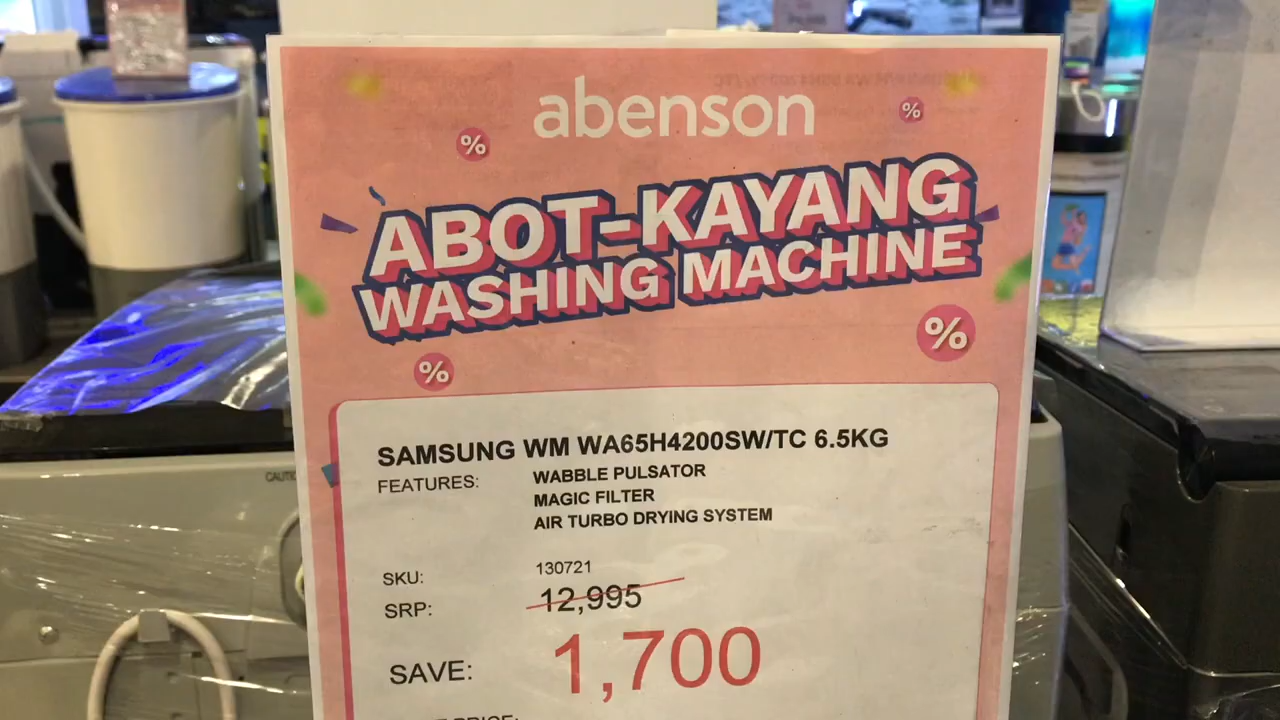 abenson
%
%
ABOT-KAYANG
WASHING MACHINE
%
%
SAMSUNG WM WA65H4200SW/TC 6.5KG
FEATURES: WABBLE PULSATOR
MAGIC FILTER
AIR TURBO DRYING SYSTEM
SKU: 130721
SRP: 12,995
SAVE: 1,700
PRICE: